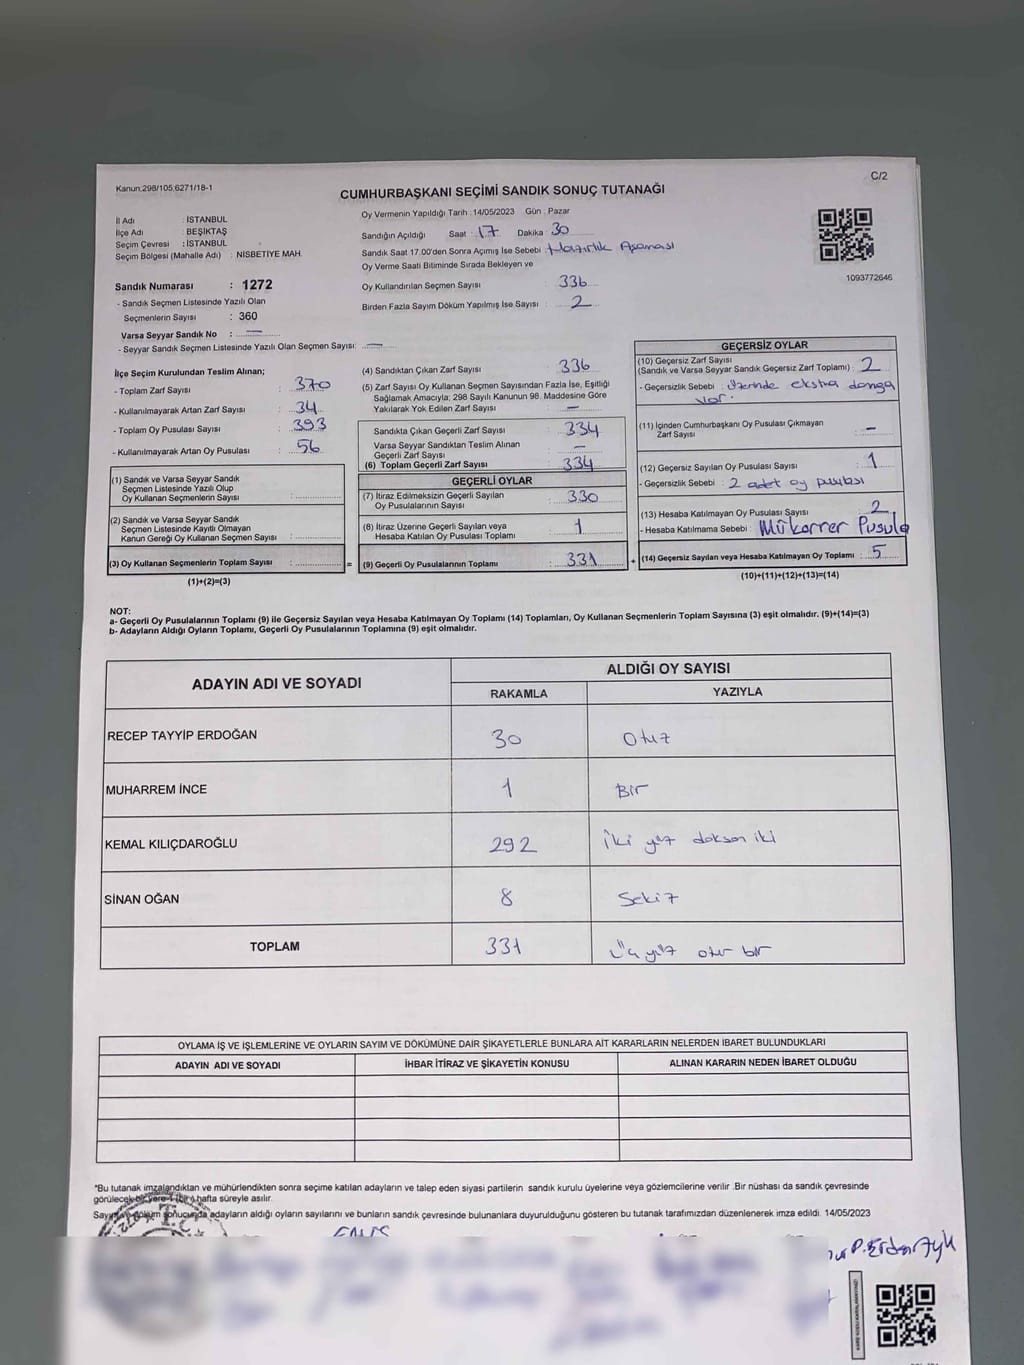 Kanun:298/105.6271/18-1
C/2
CUMHURBAŞKANI SEÇİMİ SANDIK SONUÇ TUTANAĞI
İl Adı : İSTANBUL
İlçe Adı : BEŞİKTAŞ
Seçim Çevresi : İSTANBUL
Seçim Bölgesi (Mahalle Adı) : NISBETİYE MAH.
Sandık Numarası : 1272
- Sandık Seçmen Listesinde Yazılı Olan
Seçmenlerin Sayısı : 360
Varsa Seyyar Sandık No : —
- Seyyar Sandık Seçmen Listesinde Yazılı Olan Seçmen Sayısı: —
Oy Vermenin Yapıldığı Tarih : 14/05/2023 Gün : Pazar
Sandığın Açıldığı Saat : 17 Dakika 30
Sandık Saat 17.00'den Sonra Açılmış İse Sebebi : Hazırlık Aşaması
Oy Verme Saati Bitiminde Sırada Bekleyen ve
Oy Kullandırılan Seçmen Sayısı : 336
Birden Fazla Sayım Döküm Yapılmış İse Sayısı : 2
1093772646
İlçe Seçim Kurulundan Teslim Alınan;
- Toplam Zarf Sayısı : 370
- Kullanılmayarak Artan Zarf Sayısı : 34
- Toplam Oy Pusulası Sayısı : 393
- Kullanılmayarak Artan Oy Pusulası : 56
(1) Sandık ve Varsa Seyyar Sandık
Seçmen Listesinde Yazılı Olup
Oy Kullanan Seçmenlerin Sayısı :
(2) Sandık ve Varsa Seyyar Sandık
Seçmen Listesinde Kayıtlı Olmayan
Kanun Gereği Oy Kullanan Seçmen Sayısı :
(3) Oy Kullanan Seçmenlerin Toplam Sayısı : =
(1)+(2)=(3)
(4) Sandıktan Çıkan Zarf Sayısı : 336
(5) Zarf Sayısı Oy Kullanan Seçmen Sayısından Fazla İse, Eşitliği
Sağlamak Amacıyla; 298 Sayılı Kanunun 98. Maddesine Göre
Yakılarak Yok Edilen Zarf Sayısı : —
Sandıkta Çıkan Geçerli Zarf Sayısı : 334
Varsa Seyyar Sandıktan Teslim Alınan
Geçerli Zarf Sayısı : —
(6) Toplam Geçerli Zarf Sayısı : 334
GEÇERLİ OYLAR
(7) İtiraz Edilmeksizin Geçerli Sayılan
Oy Pusulalarının Sayısı : 330
(8) İtiraz Üzerine Geçerli Sayılan veya
Hesaba Katılan Oy Pusulası Toplamı : 1
(9) Geçerli Oy Pusulalarının Toplamı : 331 +
GEÇERSİZ OYLAR
(10) Geçersiz Zarf Sayısı
(Sandık ve Varsa Seyyar Sandık Geçersiz Zarf Toplamı) : 2
- Geçersizlik Sebebi : Üzerinde ekstra damga
var.
(11) İçinden Cumhurbaşkanı Oy Pusulası Çıkmayan
Zarf Sayısı : —
(12) Geçersiz Sayılan Oy Pusulası Sayısı : 1
- Geçersizlik Sebebi : 2 adet oy pusulası
(13) Hesaba Katılmayan Oy Pusulası Sayısı : 2
- Hesaba Katılmama Sebebi : Mükerrer Pusula
(14) Geçersiz Sayılan veya Hesaba Katılmayan Oy Toplamı : 5
(10)+(11)+(12)+(13)=(14)
NOT:
a- Geçerli Oy Pusulalarının Toplamı (9) ile Geçersiz Sayılan veya Hesaba Katılmayan Oy Toplamı (14) Toplamları, Oy Kullanan Seçmenlerin Toplam Sayısına (3) eşit olmalıdır. (9)+(14)=(3)
b- Adayların Aldığı Oyların Toplamı, Geçerli Oy Pusulalarının Toplamına (9) eşit olmalıdır.
ADAYIN ADI VE SOYADI
ALDIĞI OY SAYISI
RAKAMLA YAZIYLA
RECEP TAYYİP ERDOĞAN 30 Otuz
MUHARREM İNCE 1 Bir
KEMAL KILIÇDAROĞLU 292 İki yüz doksan iki
SİNAN OĞAN 8 Sekiz
TOPLAM 331 Üç yüz otuz bir
OYLAMA İŞ VE İŞLEMLERİNE VE OYLARIN SAYIM VE DÖKÜMÜNE DAİR ŞİKAYETLERLE BUNLARA AİT KARARLARIN NELERDEN İBARET BULUNDUKLARI
ADAYIN ADI VE SOYADI İHBAR İTİRAZ VE ŞİKAYETİN KONUSU ALINAN KARARIN NEDEN İBARET OLDUĞU
*Bu tutanak imzalandıktan ve mühürlendikten sonra seçime katılan adayların ve talep eden siyasi partilerin sandık kurulu üyelerine veya gözlemcilerine verilir .Bir nüshası da sandık çevresinde
görülecek bir yere 1 (bir) hafta süreyle asılır.
Sayım ve döküm sonucunda adayların aldığı oyların sayılarını ve bunların sandık çevresinde bulunanlara duyurulduğunu gösteren bu tutanak tarafımızdan düzenlenerek imza edildi. 14/05/2023
T.C.